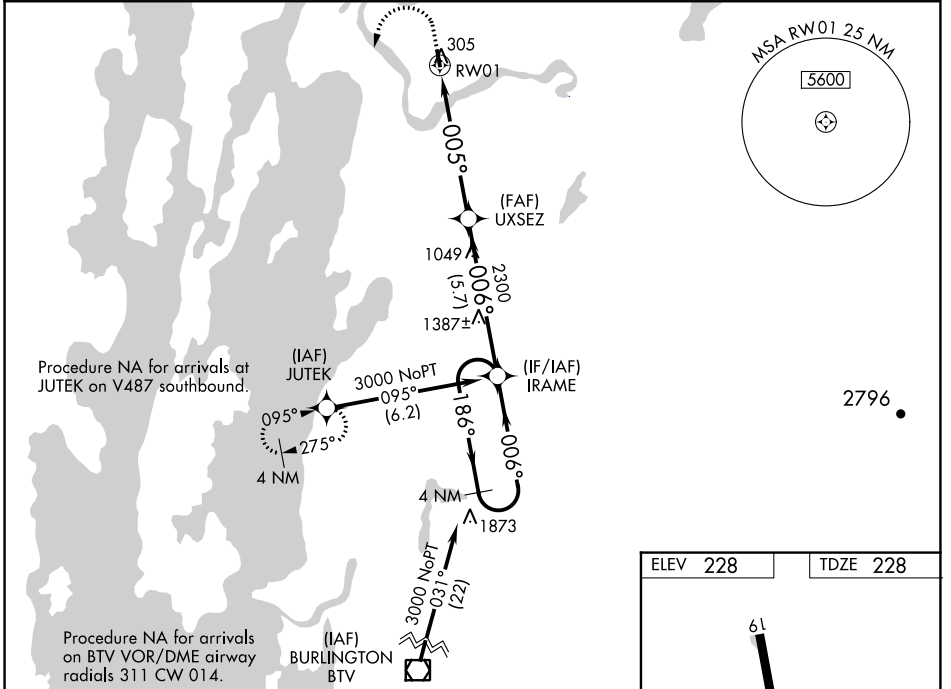 305
RW01
MSA RW01 25 NM
5600
005°
(FAF)
UXSEZ
1049
2300
006°
(5.7)
1387±
Procedure NA for arrivals at
JUTEK on V487 southbound.
(IAF)
JUTEK
3000 NoPT
095°
(6.2)
(IF/IAF)
IRAME
2796
095°
275°
4 NM
186°
006°
4 NM
1873
3000 NoPT
031°
(22)
Procedure NA for arrivals
on BTV VOR/DME airway
radials 311 CW 014.
(IAF)
BURLINGTON
BTV
ELEV 228
TDZE 228
19